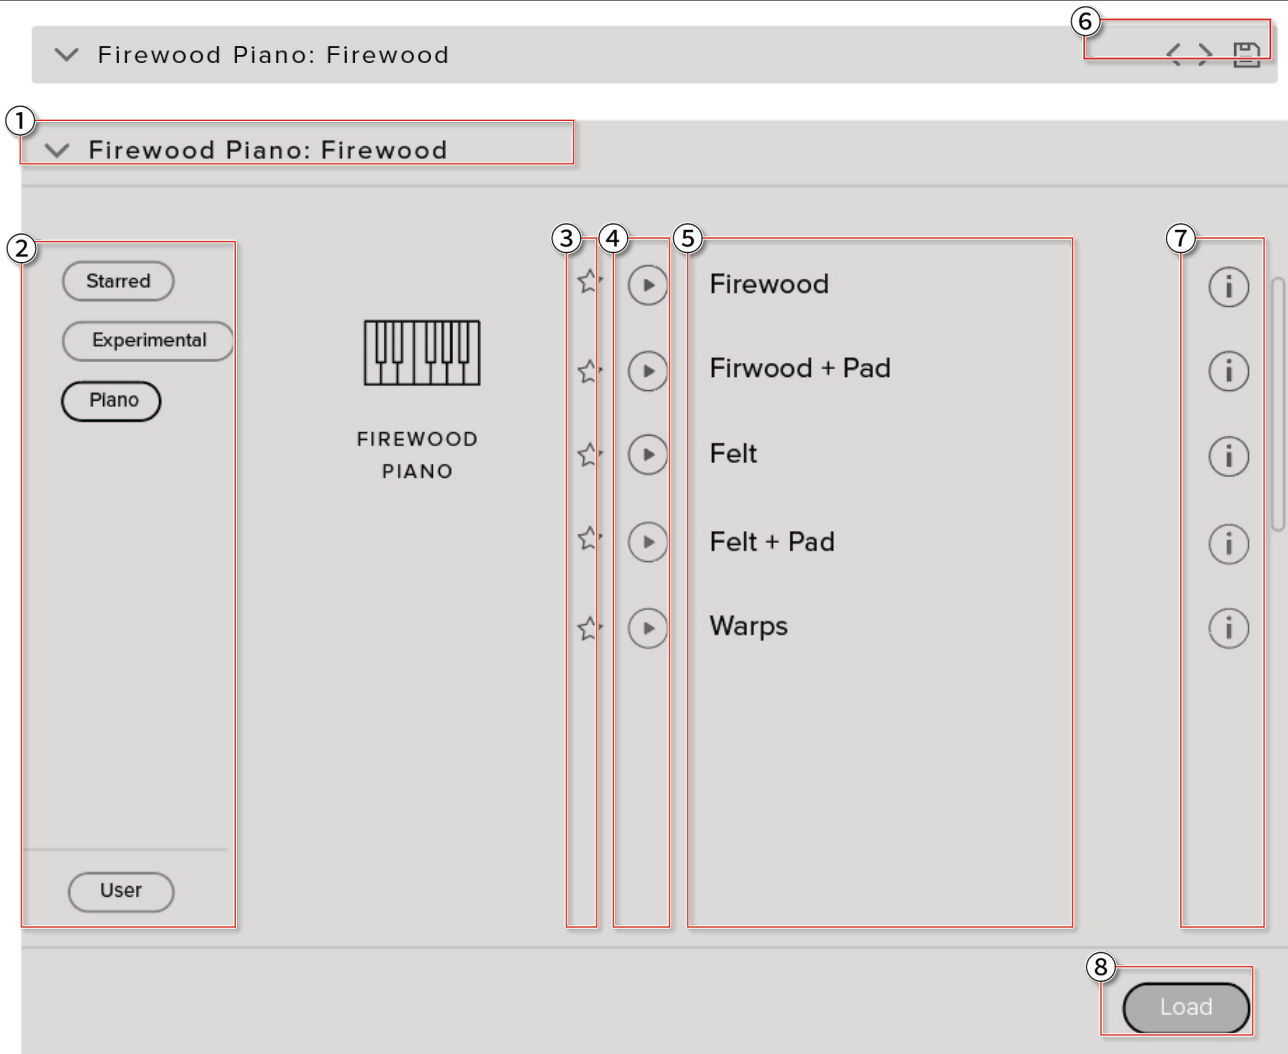 6
Firewood Piano: Firewood
1
Firewood Piano: Firewood
2
3
4
5
7
Starred
Experimental
Piano
FIREWOOD
PIANO
Firewood
Firwood + Pad
Felt
Felt + Pad
Warps
User
8
Load